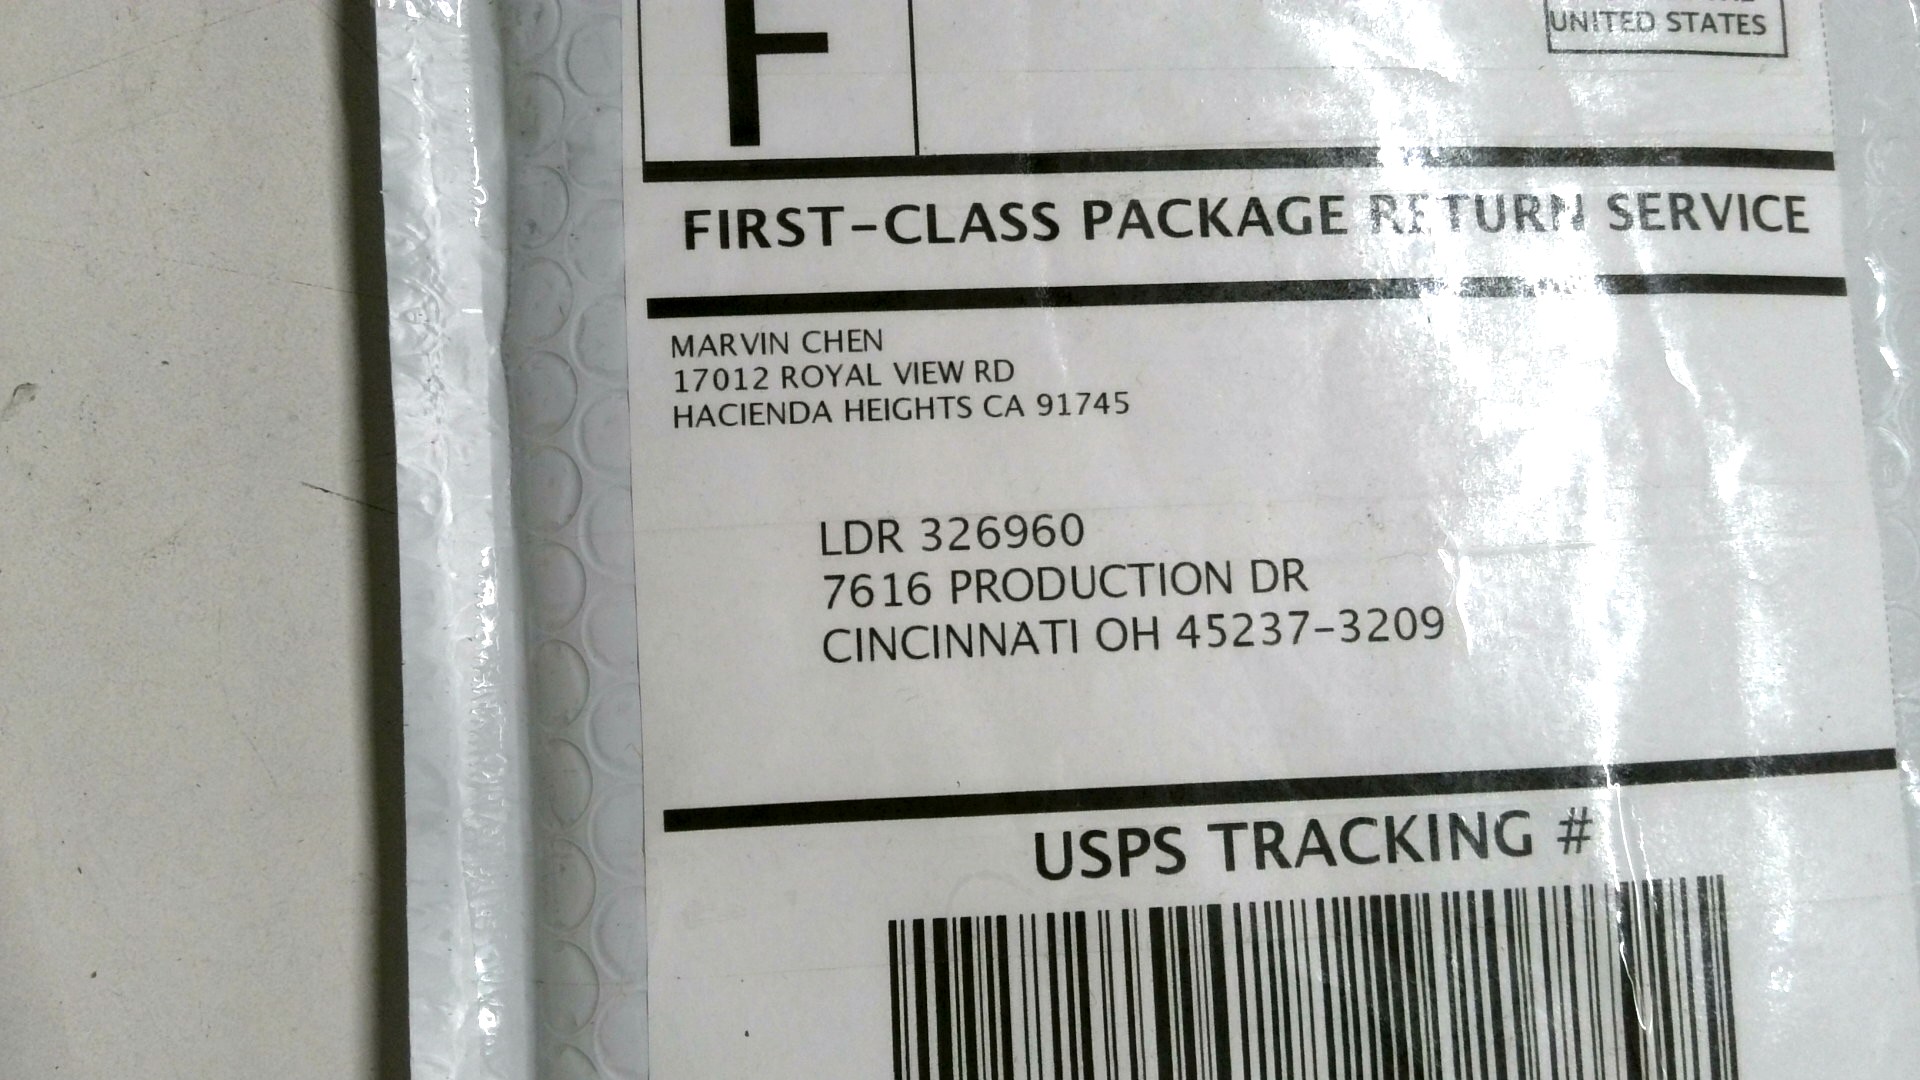 F
UNITED STATES
FIRST-CLASS PACKAGE RETURN SERVICE
MARVIN CHEN
17012 ROYAL VIEW RD
HACIENDA HEIGHTS CA 91745
LDR 326960
7616 PRODUCTION DR
CINCINNATI OH 45237-3209
USPS TRACKING #